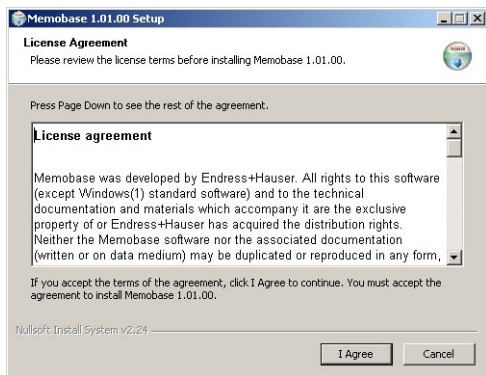 Memobase 1.01.00 Setup
License Agreement
Please review the license terms before installing Memobase 1.01.00.
Press Page Down to see the rest of the agreement.
License agreement
Memobase was developed by Endress+Hauser. All rights to this software
(except Windows(1) standard software) and to the technical
documentation and materials which accompany it are the exclusive
property of or Endress+Hauser has acquired the distribution rights.
Neither the Memobase software nor the associated documentation
(written or on data medium) may be duplicated or reproduced in any form,
If you accept the terms of the agreement, click I Agree to continue. You must accept the
agreement to install Memobase 1.01.00.
Nullsoft Install System v2.24
I Agree
Cancel